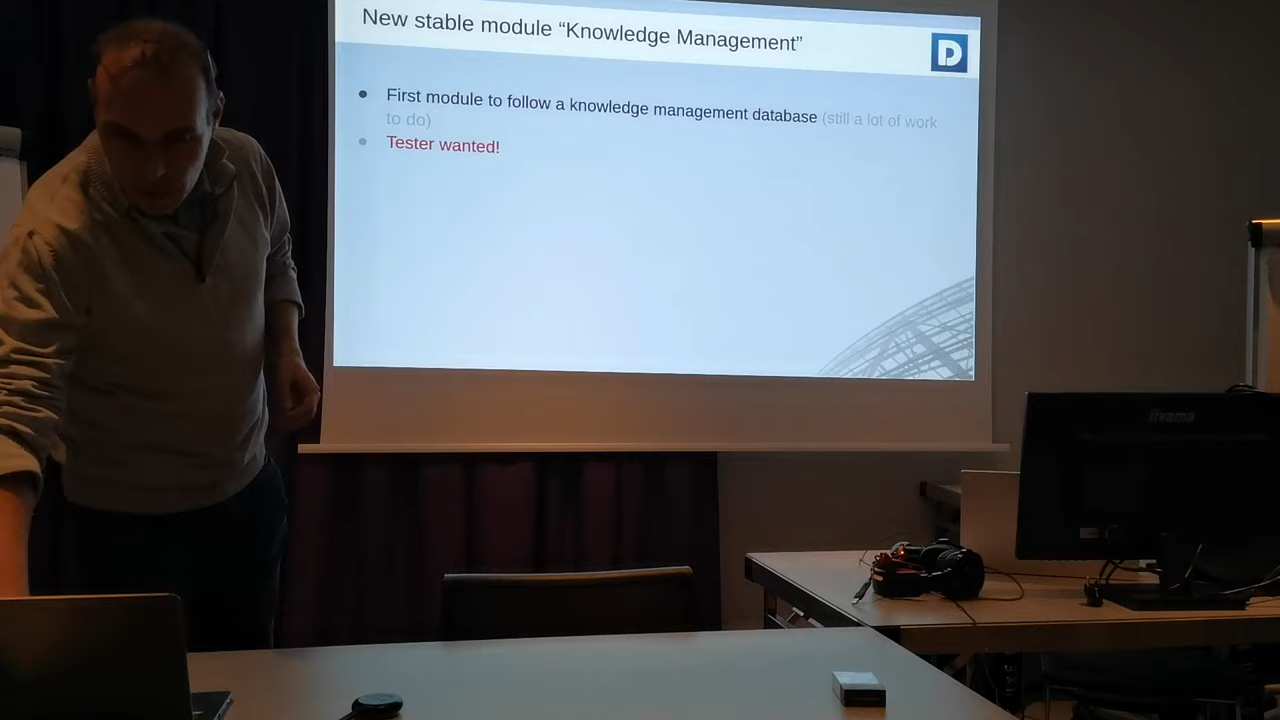 New stable module “Knowledge Management”
D
First module to follow a knowledge management database (still a lot of work
to do)
Tester wanted!
iiyama